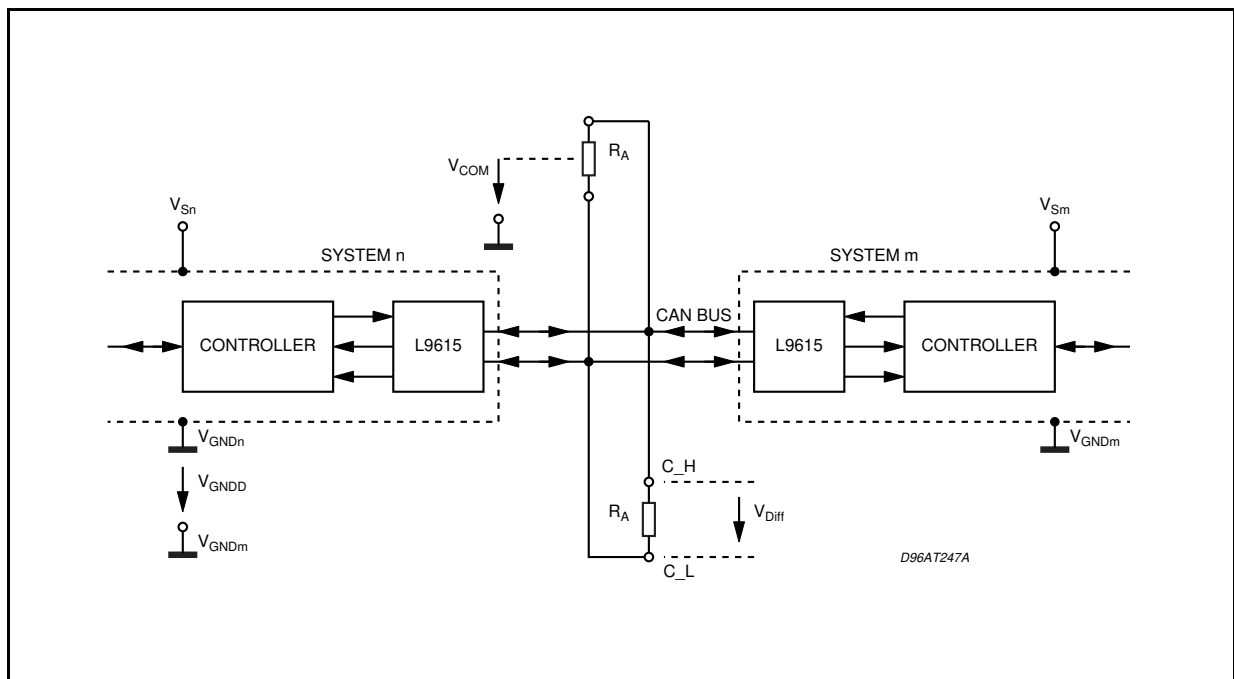 R_A
V_COM
V_Sn
V_Sm
SYSTEM n
SYSTEM m
CAN BUS
CONTROLLER
L9615
L9615
CONTROLLER
V_GNDn
V_GNDm
C_H
V_GNDD
R_A
V_Diff
V_GNDm
C_L
D96AT247A